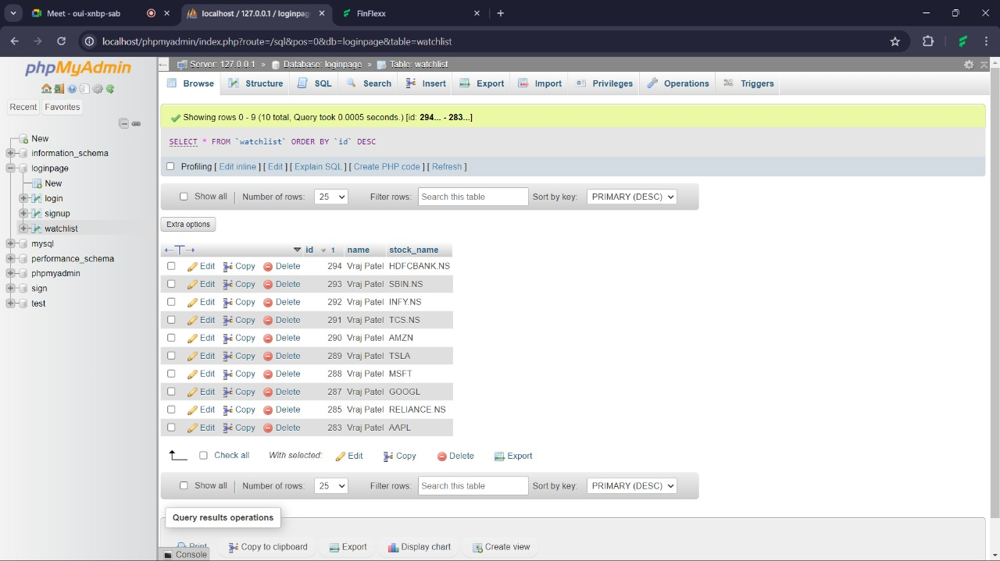 Meet - oui-xnbp-sab
localhost / 127.0.0.1 / loginpag
FinFlexx
localhost/phpmyadmin/index.php?route=/sql&pos=0&db=loginpage&table=watchlist
phpMyAdmin
Recent Favorites
New
information_schema
loginpage
New
login
signup
watchlist
mysql
performance_schema
phpmyadmin
sign
test
Server: 127.0.0.1 » Database: loginpage » Table: watchlist
Browse Structure SQL Search Insert Export Import Privileges Operations Triggers
Showing rows 0 - 9 (10 total, Query took 0.0005 seconds.) [id: 294... - 283...]
SELECT * FROM `watchlist` ORDER BY `id` DESC
Profiling [ Edit inline ] [ Edit ] [ Explain SQL ] [ Create PHP code ] [ Refresh ]
Show all Number of rows: 25 Filter rows: Search this table Sort by key: PRIMARY (DESC)
Extra options
id 1 name stock_name
Edit Copy Delete 294 Vraj Patel HDFCBANK.NS
Edit Copy Delete 293 Vraj Patel SBIN.NS
Edit Copy Delete 292 Vraj Patel INFY.NS
Edit Copy Delete 291 Vraj Patel TCS.NS
Edit Copy Delete 290 Vraj Patel AMZN
Edit Copy Delete 289 Vraj Patel TSLA
Edit Copy Delete 288 Vraj Patel MSFT
Edit Copy Delete 287 Vraj Patel GOOGL
Edit Copy Delete 285 Vraj Patel RELIANCE.NS
Edit Copy Delete 283 Vraj Patel AAPL
Check all With selected: Edit Copy Delete Export
Show all Number of rows: 25 Filter rows: Search this table Sort by key: PRIMARY (DESC)
Query results operations
Print Copy to clipboard Export Display chart Create view
Console